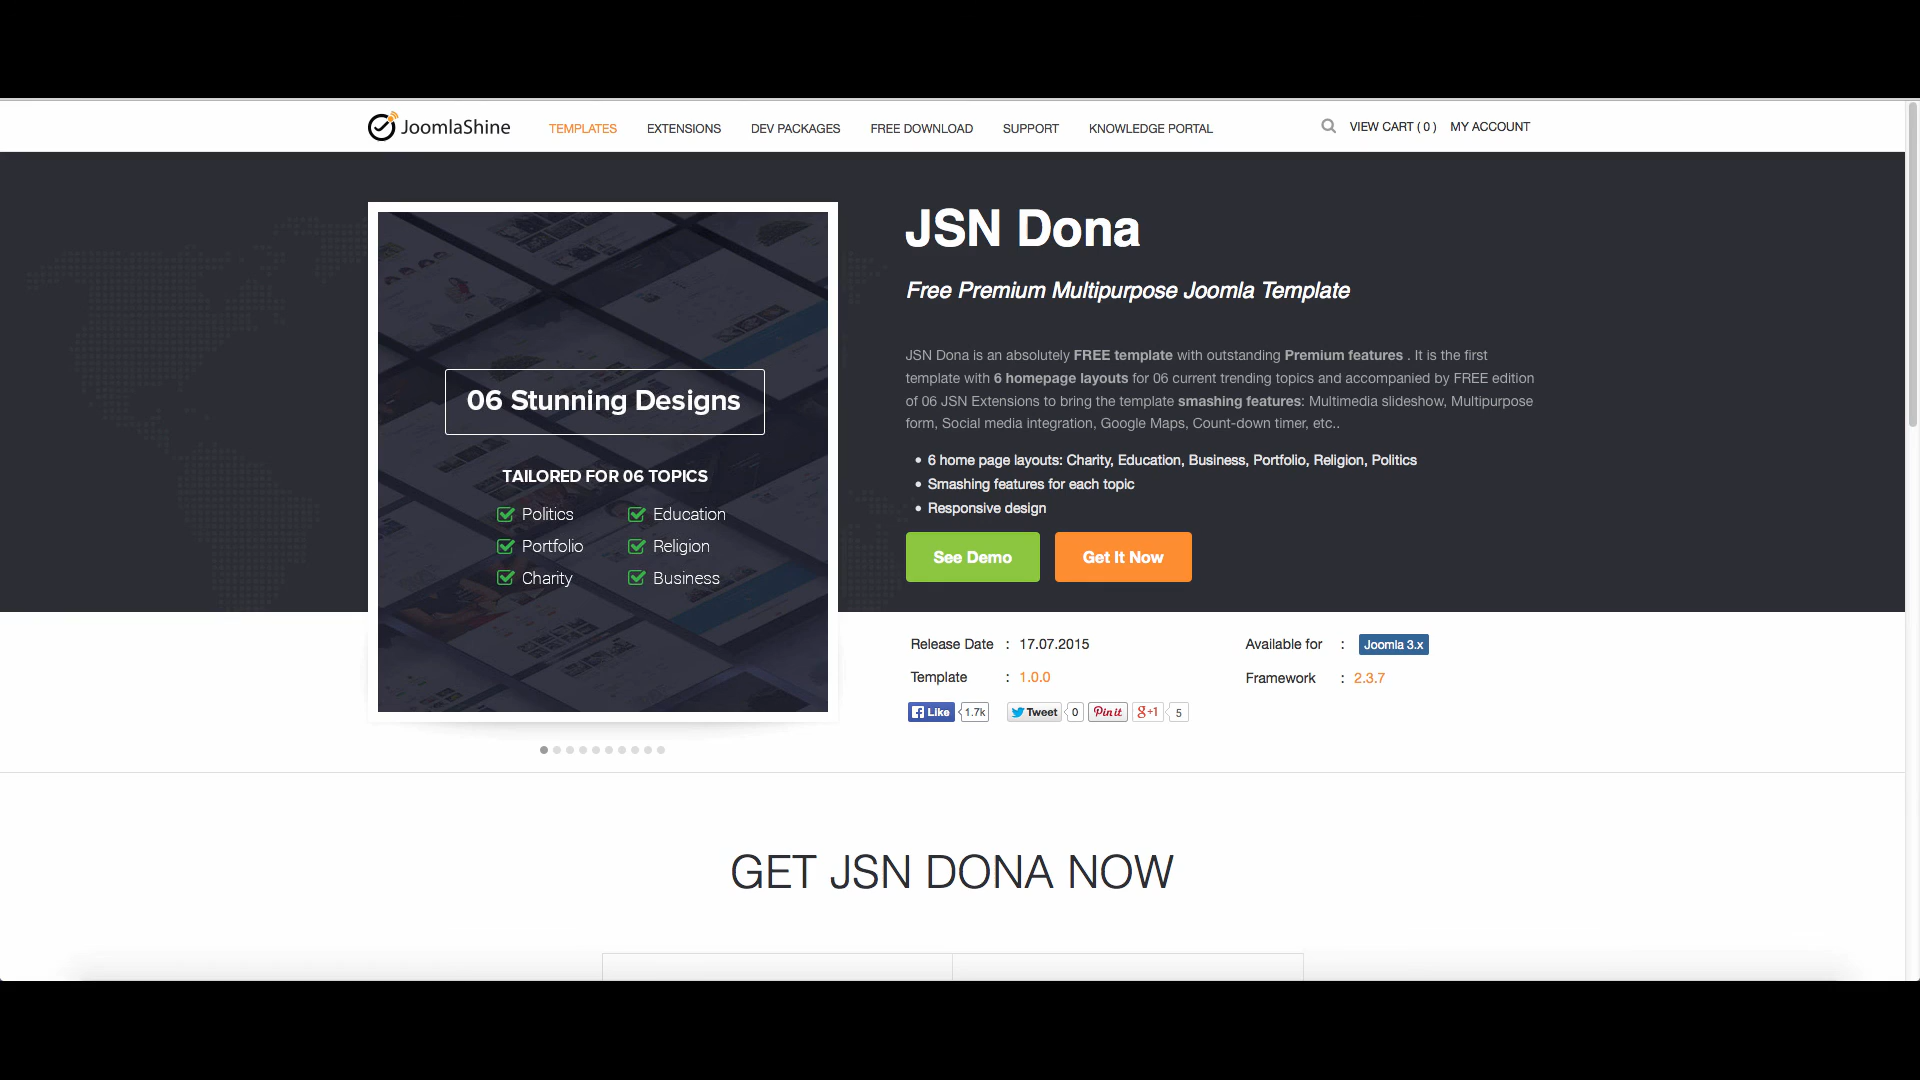 JoomlaShine
TEMPLATES
EXTENSIONS
DEV PACKAGES
FREE DOWNLOAD
SUPPORT
KNOWLEDGE PORTAL
VIEW CART ( 0 )
MY ACCOUNT
06 Stunning Designs
TAILORED FOR 06 TOPICS
Politics
Education
Portfolio
Religion
Charity
Business
JSN Dona
Free Premium Multipurpose Joomla Template
JSN Dona is an absolutely FREE template with outstanding Premium features . It is the first
template with 6 homepage layouts for 06 current trending topics and accompanied by FREE edition
of 06 JSN Extensions to bring the template smashing features: Multimedia slideshow, Multipurpose
form, Social media integration, Google Maps, Count-down timer, etc..
• 6 home page layouts: Charity, Education, Business, Portfolio, Religion, Politics
• Smashing features for each topic
• Responsive design
See Demo
Get It Now
Release Date : 17.07.2015
Available for : Joomla 3.x
Template : 1.0.0
Framework : 2.3.7
Like 1.7k
Tweet 0
Pin it
g+1 5
GET JSN DONA NOW